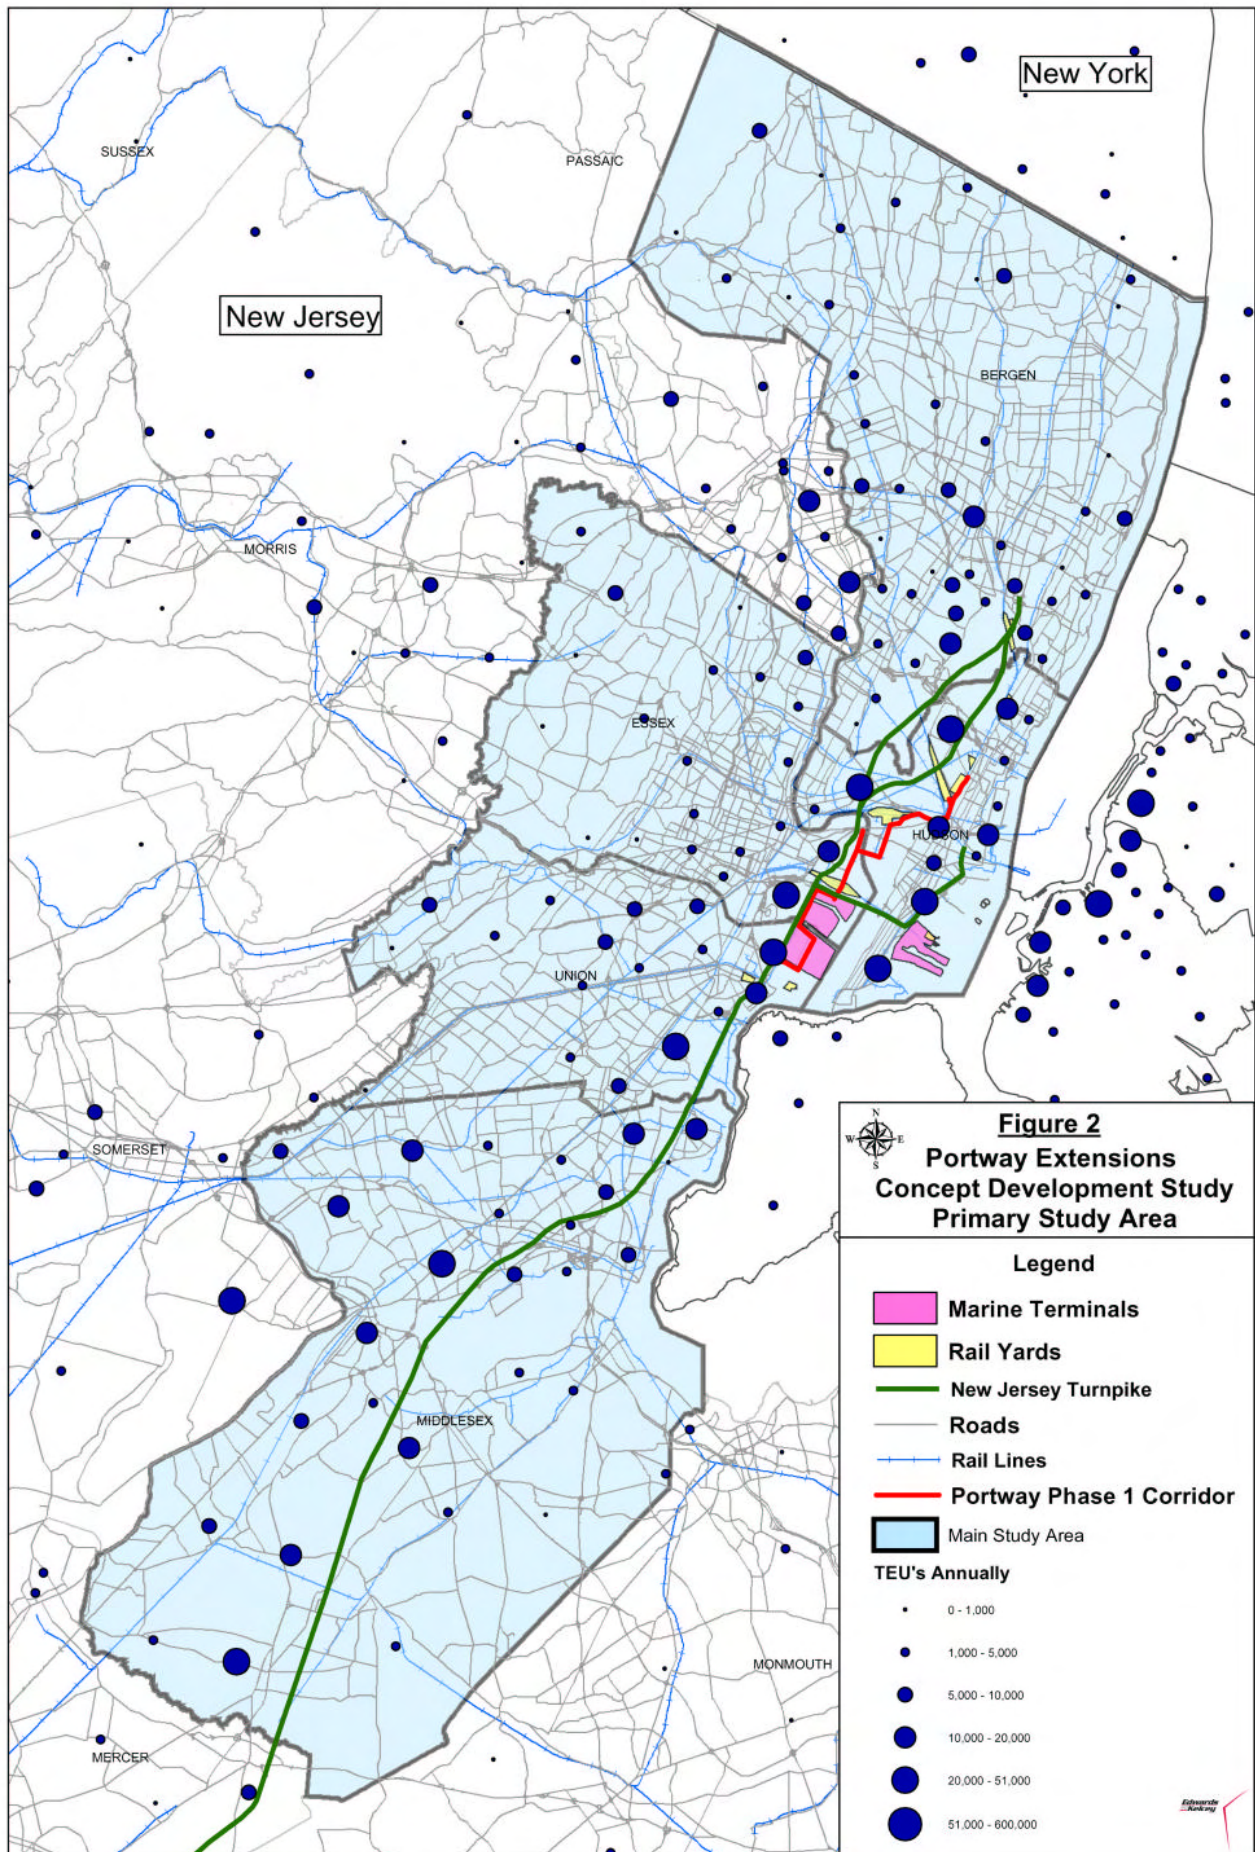 New York
SUSSEX
PASSAIC
New Jersey
BERGEN
MORRIS
ESSEX
HUDSON
UNION
SOMERSET
MIDDLESEX
MONMOUTH
MERCER
N
W E
S
Figure 2
Portway Extensions
Concept Development Study
Primary Study Area
Legend
Marine Terminals
Rail Yards
New Jersey Turnpike
Roads
Rail Lines
Portway Phase 1 Corridor
Main Study Area
TEU's Annually
0 - 1,000
1,000 - 5,000
5,000 - 10,000
10,000 - 20,000
20,000 - 51,000
51,000 - 600,000
Edwards
and Kelcey